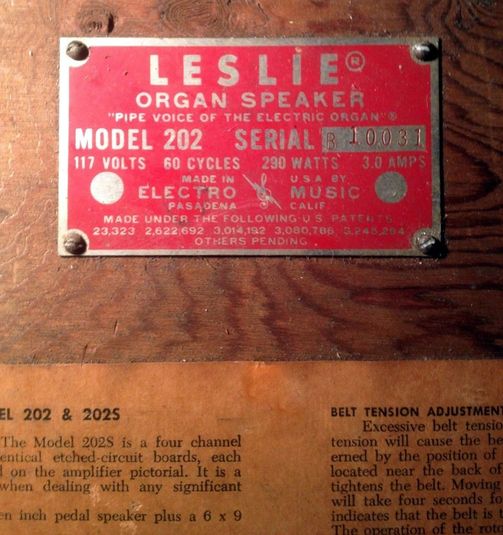 LESLIE®
ORGAN SPEAKER
"PIPE VOICE OF THE ELECTRIC ORGAN"®
MODEL 202 SERIAL B 10031
117 VOLTS 60 CYCLES 290 WATTS 3.0 AMPS
MADE IN U.S.A. BY
ELECTRO MUSIC
PASADENA CALIF.
MADE UNDER THE FOLLOWING U.S. PATENTS
23,323 2,622,692 3,014,192 3,080,786 3,245,284
OTHERS PENDING
EL 202 & 202S
The Model 202S is a four channel
entical etched-circuit boards, each
d on the amplifier pictorial. It is a
when dealing with any significant
en inch pedal speaker plus a 6 x 9
BELT TENSION ADJUSTMENT
Excessive belt tensio
tension will cause the be
erned by the position of
located near the back of
tightens the belt. Moving
will take four seconds fo
indicates that the belt is t
The operation of the roto